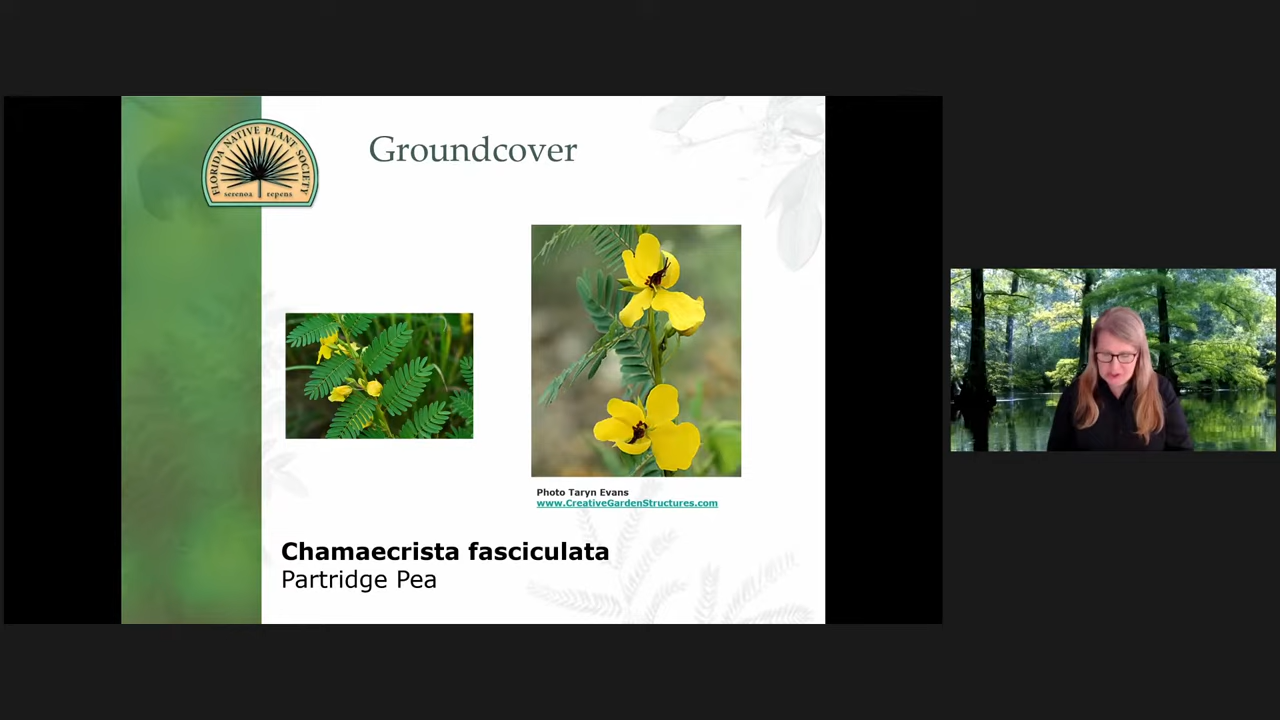 FLORIDA NATIVE PLANT SOCIETY
serenoa repens
Groundcover
Photo Taryn Evans
www.CreativeGardenStructures.com
Chamaecrista fasciculata
Partridge Pea